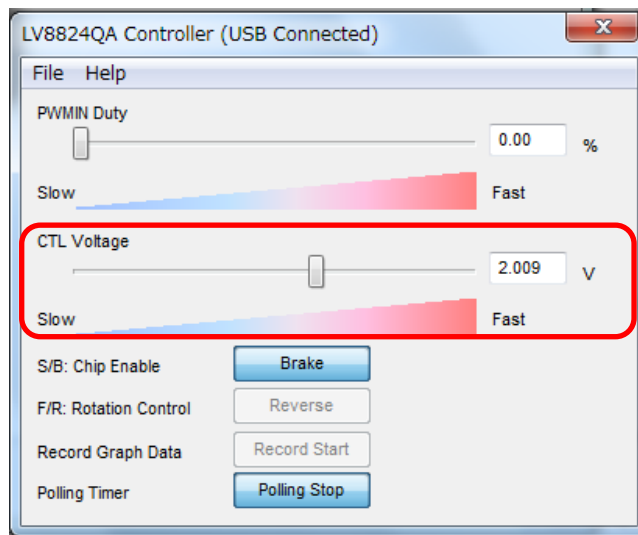 LV8824QA Controller (USB Connected)
File Help
PWMIN Duty
0.00 %
Slow Fast
CTL Voltage
2.009 V
Slow Fast
S/B: Chip Enable Brake
F/R: Rotation Control Reverse
Record Graph Data Record Start
Polling Timer Polling Stop